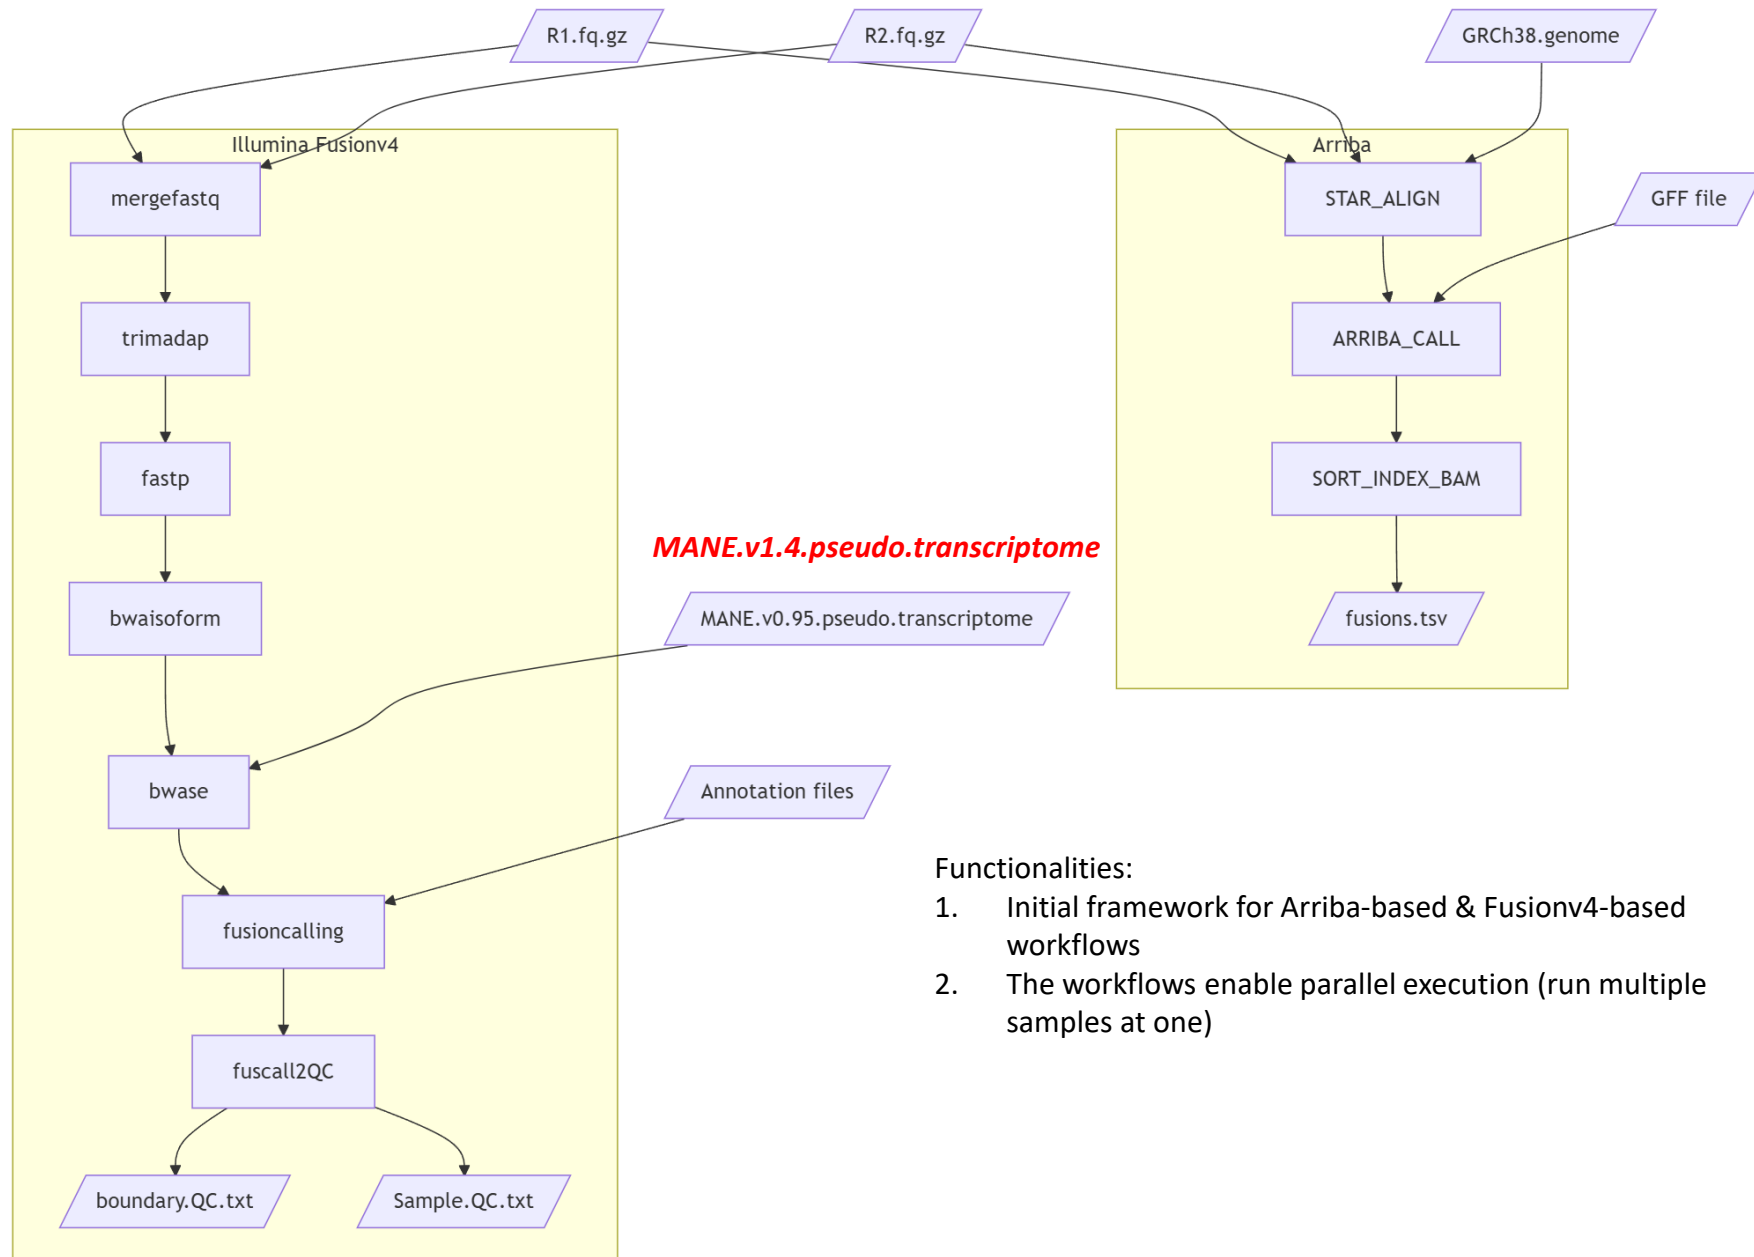 R1.fq.gz
R2.fq.gz
GRCh38.genome
Illumina Fusionv4
Arriba
mergefastq
STAR_ALIGN
GFF file
trimadap
ARRIBA_CALL
fastp
SORT_INDEX_BAM
MANE.v1.4.pseudo.transcriptome
bwaisoform
MANE.v0.95.pseudo.transcriptome
fusions.tsv
bwase
Annotation files
fusioncalling
Functionalities:
1. Initial framework for Arriba-based & Fusionv4-based
workflows
2. The workflows enable parallel execution (run multiple
samples at one)
fuscall2QC
boundary.QC.txt
Sample.QC.txt